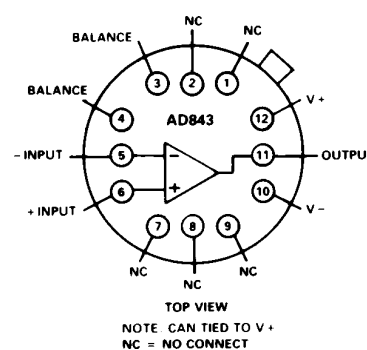 NC
BALANCE NC
3 2 1
BALANCE V+
4 AD843 12
- INPUT 5 - 11 OUTPU
+ INPUT 6 + 10 V-
7 8 9
NC NC
NC
TOP VIEW
NOTE CAN TIED TO V +
NC = NO CONNECT